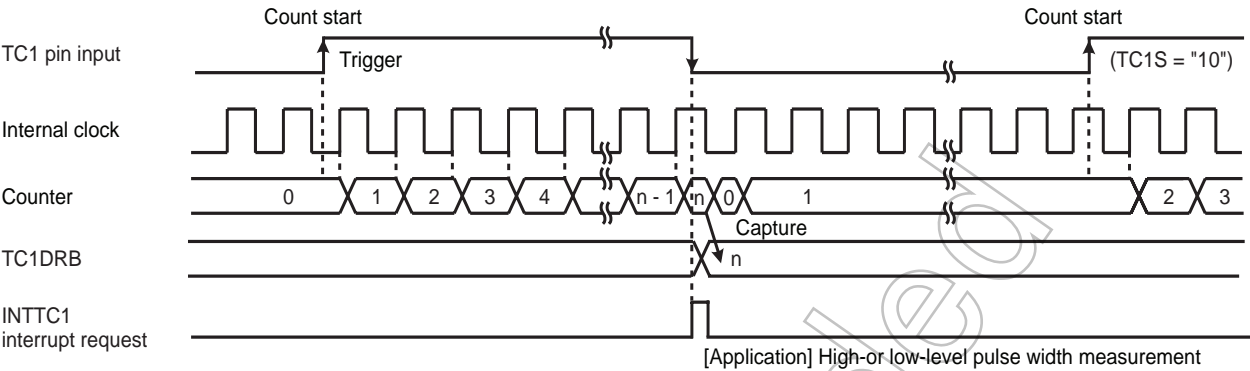 Count start
Count start
TC1 pin input
Trigger
(TC1S = "10")
Internal clock
Counter
0 1 2 3 4 n - 1 n 0 1 2 3
Capture
TC1DRB
n
INTTC1
interrupt request
[Application] High-or low-level pulse width measurement